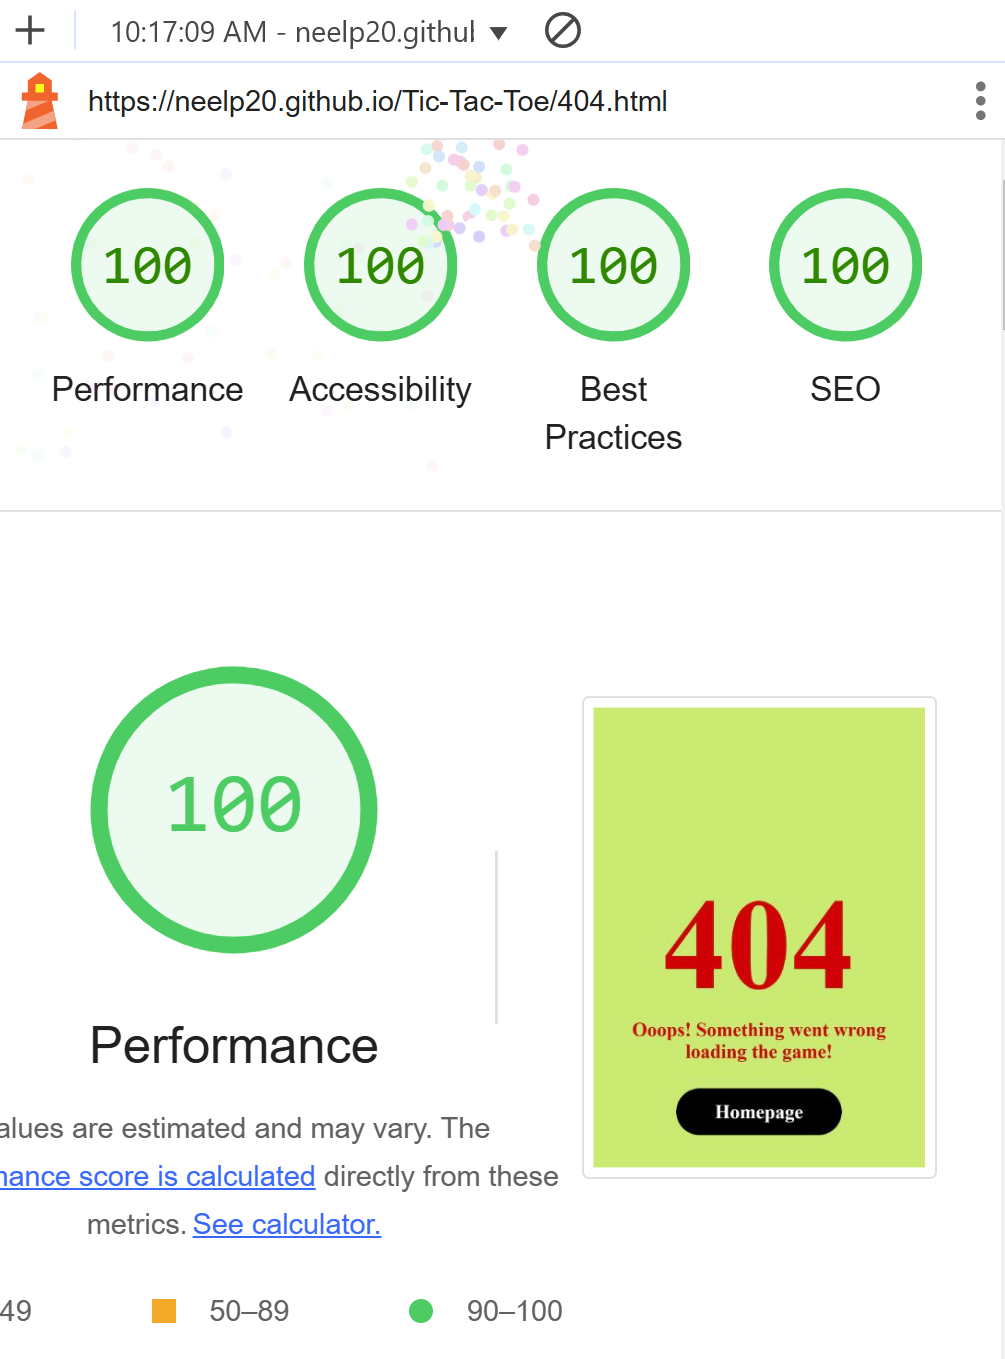 10:17:09 AM - neelp20.github
https://neelp20.github.io/Tic-Tac-Toe/404.html
100 100 100 100
Performance Accessibility Best Practices SEO
100
Performance
alues are estimated and may vary. The
mance score is calculated directly from these
metrics. See calculator.
404
Ooops! Something went wrong
loading the game!
Homepage
49 50–89 90–100